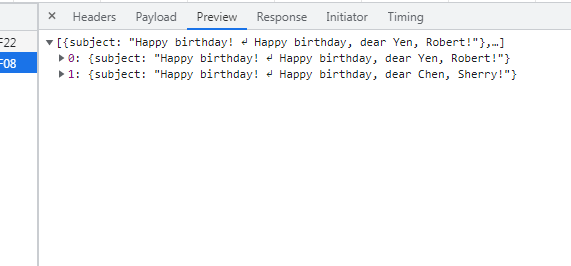 × Headers Payload Preview Response Initiator Timing
F22 ▼[{subject: "Happy birthday! ↲ Happy birthday, dear Yen, Robert!"},…]
F08 ▶0: {subject: "Happy birthday! ↲ Happy birthday, dear Yen, Robert!"}
▶1: {subject: "Happy birthday! ↲ Happy birthday, dear Chen, Sherry!"}